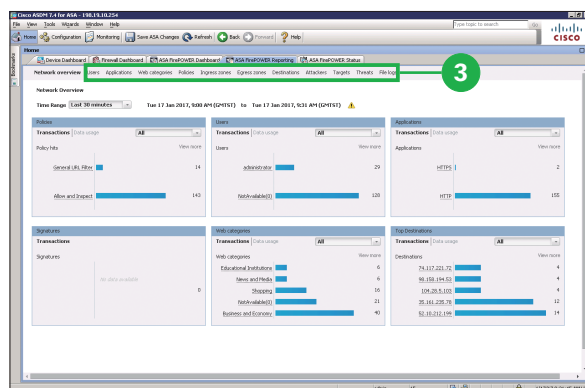 Cisco ASDM 7.4 for ASA - 198.19.10.254
File View Tools Wizards Window Help
Type topic to search Go
Home Configuration Monitoring Save ASA Changes Refresh Back Forward Help
CISCO
Home
Bookmarks
Device Dashboard Firewall Dashboard ASA FirePOWER Dashboard ASA FirePOWER Reporting ASA FirePOWER Status
Network overview Users Applications Web categories Policies Ingress zones Egress zones Destinations Attackers Targets Threats File logs
3
Network Overview
Time Range Last 30 minutes Tue 17 Jan 2017, 9:00 AM (GMTST) to Tue 17 Jan 2017, 9:31 AM (GMTST)
Policies
Transactions Data usage All
Policy hits View more
General URL Filter 14
Allow and Inspect 143
Users
Transactions Data usage All
Users View more
administrator 29
NotAvailable(0) 128
Applications
Transactions Data usage All
Applications View more
HTTPS 2
HTTP 155
Signatures
Transactions
Signatures
No data available
0
Web categories
Transactions Data usage All
Web categories View more
Educational Institutions 6
News and Media 6
Shopping 16
NotAvailable(0) 21
Business and Economy 40
Top Destinations
Transactions Data usage All
Destinations View more
74.117.221.72 4
98.158.194.53 4
104.28.5.103 4
35.161.235.78 12
52.10.212.199 14